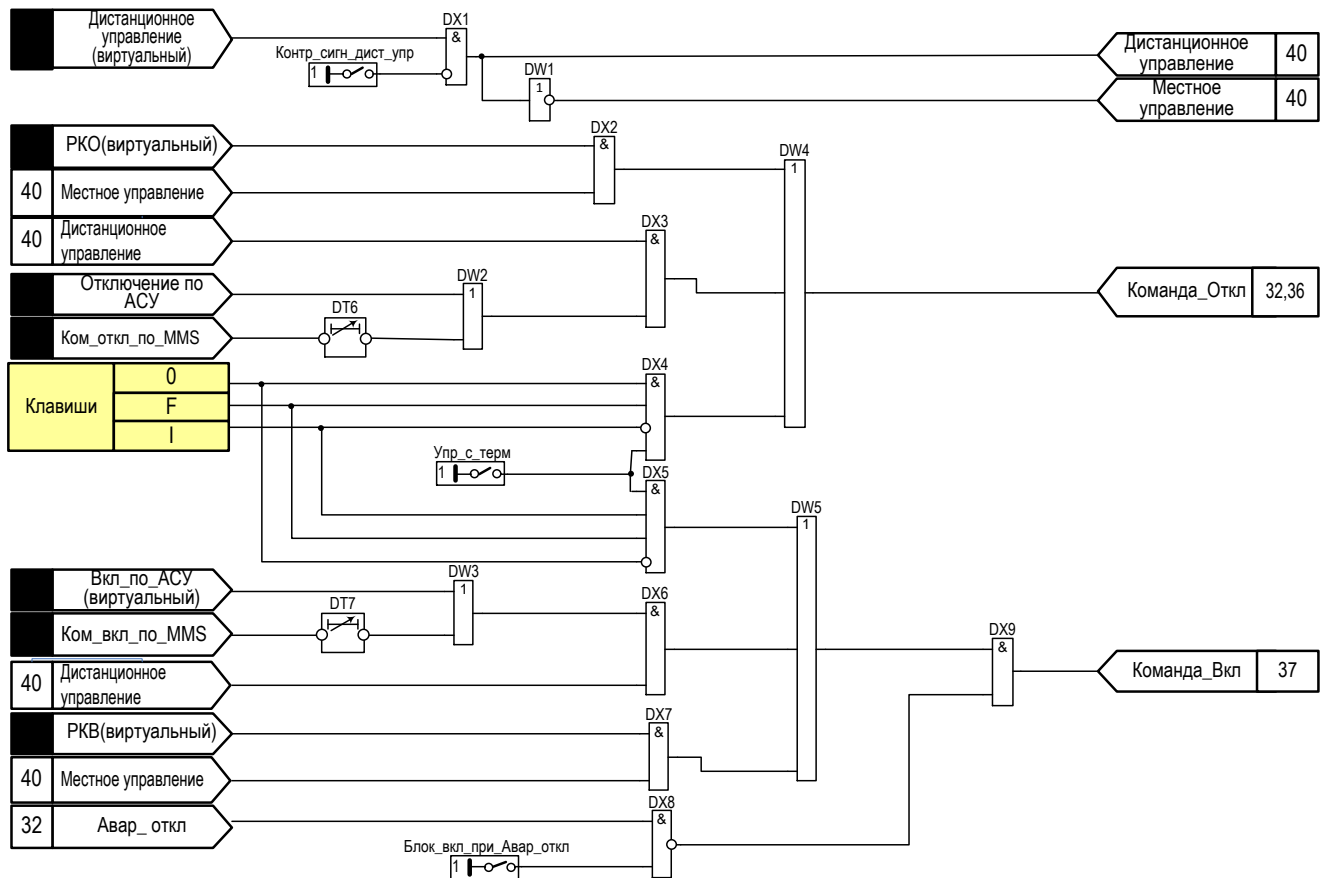 Дистанционное
управление
(виртуальный)
DX1
&
Контр_сигн_дист_упр
1
DW1
1
Дистанционное
управление
40
Местное
управление
40
РКО(виртуальный)
DX2
&
DW4
1
40
Местное управление
40
Дистанционное
управление
DX3
&
Отключение по
АСУ
DW2
1
DT6
Ком_откл_по_MMS
Команда_Откл
32,36
Клавиши
0
F
I
DX4
&
Упр_с_терм
1
DX5
&
DW5
1
Вкл_по_АСУ
(виртуальный)
DW3
1
DT7
Ком_вкл_по_MMS
DX6
&
40
Дистанционное
управление
DX9
&
Команда_Вкл
37
РКВ(виртуальный)
DX7
&
40
Местное управление
32
Авар_ откл
DX8
&
Блок_вкл_при_Авар_откл
1